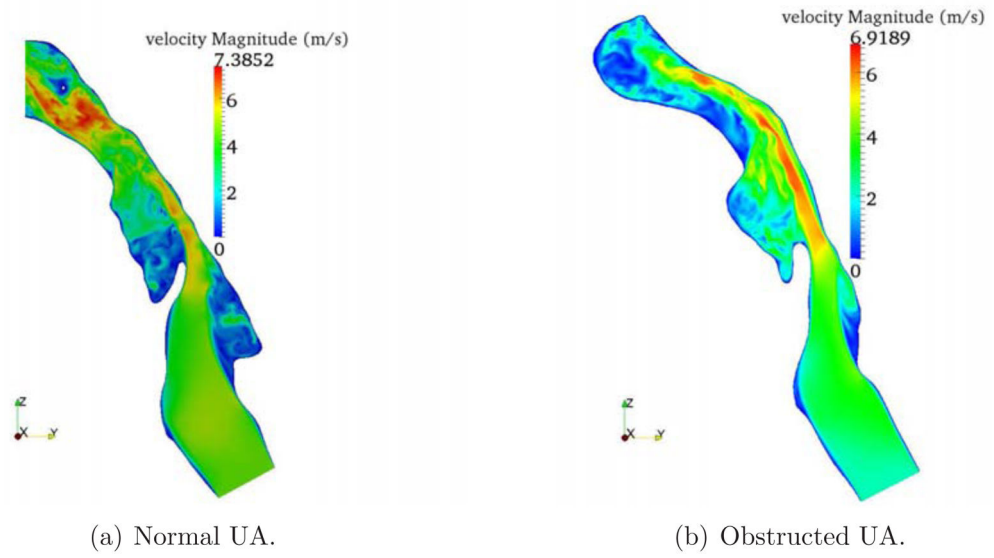 velocity Magnitude (m/s)
7.3852
6
4
2
0
Z
X Y
(a) Normal UA.
velocity Magnitude (m/s)
6.9189
6
4
2
0
Z
X Y
(b) Obstructed UA.